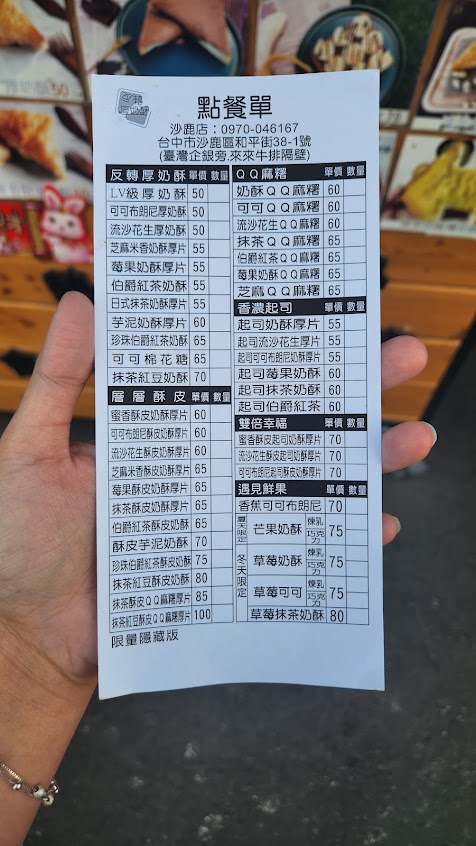 反轉
厚奶酥
點餐單
沙鹿店：0970-046167
台中市沙鹿區和平街38-1號
(臺灣企銀旁.來來牛排隔壁)
反轉厚奶酥 單價 數量
LV級厚奶酥 50
可可布朗尼厚奶酥 50
流沙花生厚奶酥 50
芝麻米香奶酥厚片 55
莓果奶酥厚片 55
伯爵紅茶奶酥 55
日式抹茶奶酥厚片 55
芋泥奶酥厚片 60
珍珠伯爵紅茶奶酥 65
可可棉花糖 65
抹茶紅豆奶酥 70
層層酥皮 單價 數量
蜜香酥皮奶酥厚片 60
可可布朗尼酥皮奶酥厚片 60
流沙花生酥皮奶酥厚片 60
芝麻米香酥皮奶酥厚片 65
莓果酥皮奶酥厚片 65
抹茶酥皮奶酥厚片 65
伯爵紅茶酥皮奶酥 65
酥皮芋泥奶酥 70
珍珠伯爵紅茶酥皮奶酥 75
抹茶紅豆酥皮奶酥 80
抹茶酥皮QQ麻糬厚片 85
抹茶紅豆酥皮QQ麻糬厚片 100
限量隱藏版
QQ麻糬 單價 數量
奶酥QQ麻糬 60
可可QQ麻糬 60
流沙花生QQ麻糬 60
抹茶QQ麻糬 65
伯爵紅茶QQ麻糬 65
莓果奶酥QQ麻糬 65
芝麻QQ麻糬 65
香濃起司 單價 數量
起司奶酥厚片 55
起司流沙花生厚片 55
起司可可布朗尼奶酥厚片 55
起司莓果奶酥 60
起司抹茶奶酥 60
起司伯爵紅茶 60
雙倍幸福 單價 數量
蜜香酥皮起司奶酥厚片 70
流沙花生酥皮起司奶酥厚片 70
可可布朗尼起司酥皮奶酥厚片 70
遇見鮮果 單價 數量
香蕉可可布朗尼 70
夏天限定 芒果奶酥 煉乳 巧克力 75
冬天限定 草莓奶酥 煉乳 巧克力 75
草莓可可 煉乳 巧克力 75
草莓抹茶奶酥 80